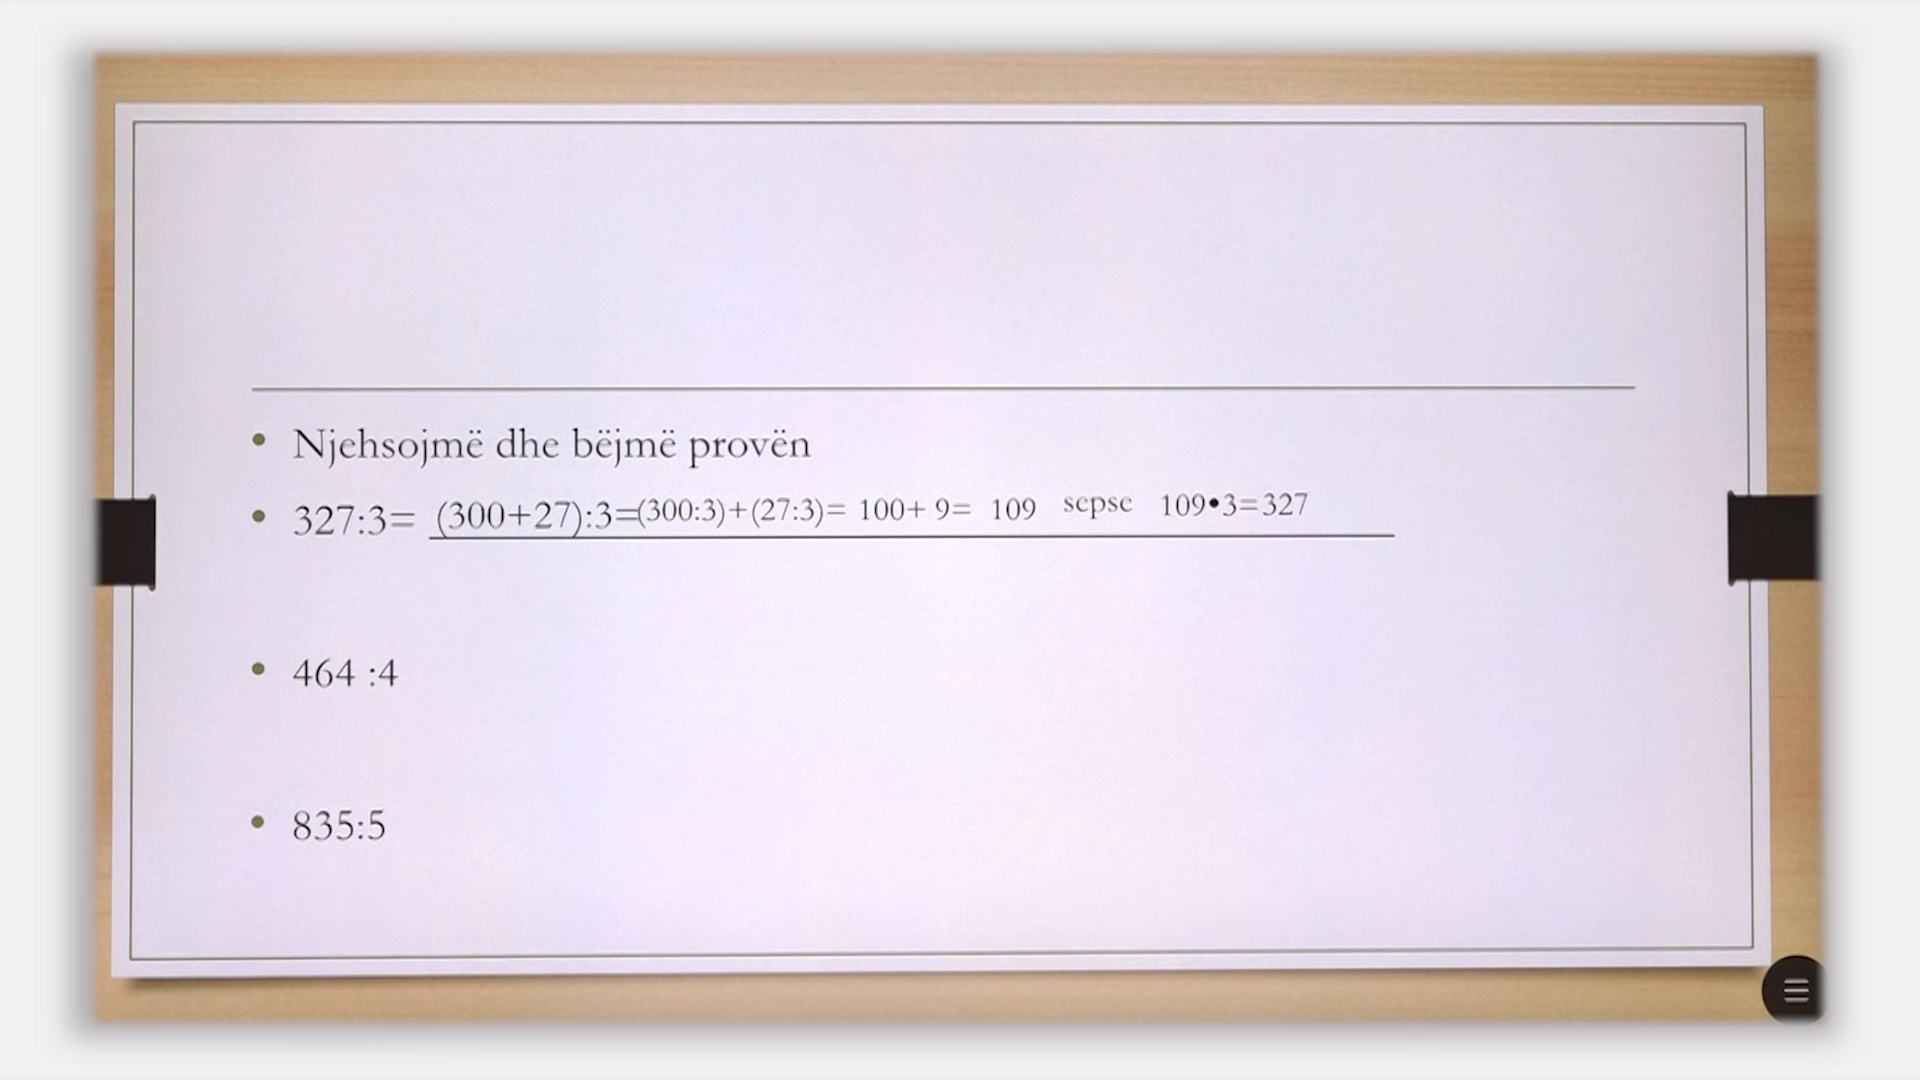 Njehsojmë dhe bëjmë provën
327:3= (300+27):3=(300:3)+(27:3)= 100+ 9= 109 sepse 109•3=327
464 :4
835:5